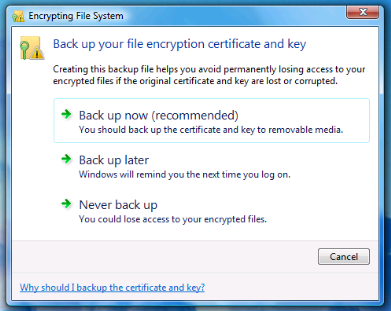 Encrypting File System
Back up your file encryption certificate and key
Creating this backup file helps you avoid permanently losing access to your
encrypted files if the original certificate and key are lost or corrupted.
Back up now (recommended)
You should back up the certificate and key to removable media.
Back up later
Windows will remind you the next time you log on.
Never back up
You could lose access to your encrypted files.
Cancel
Why should I backup the certificate and key?